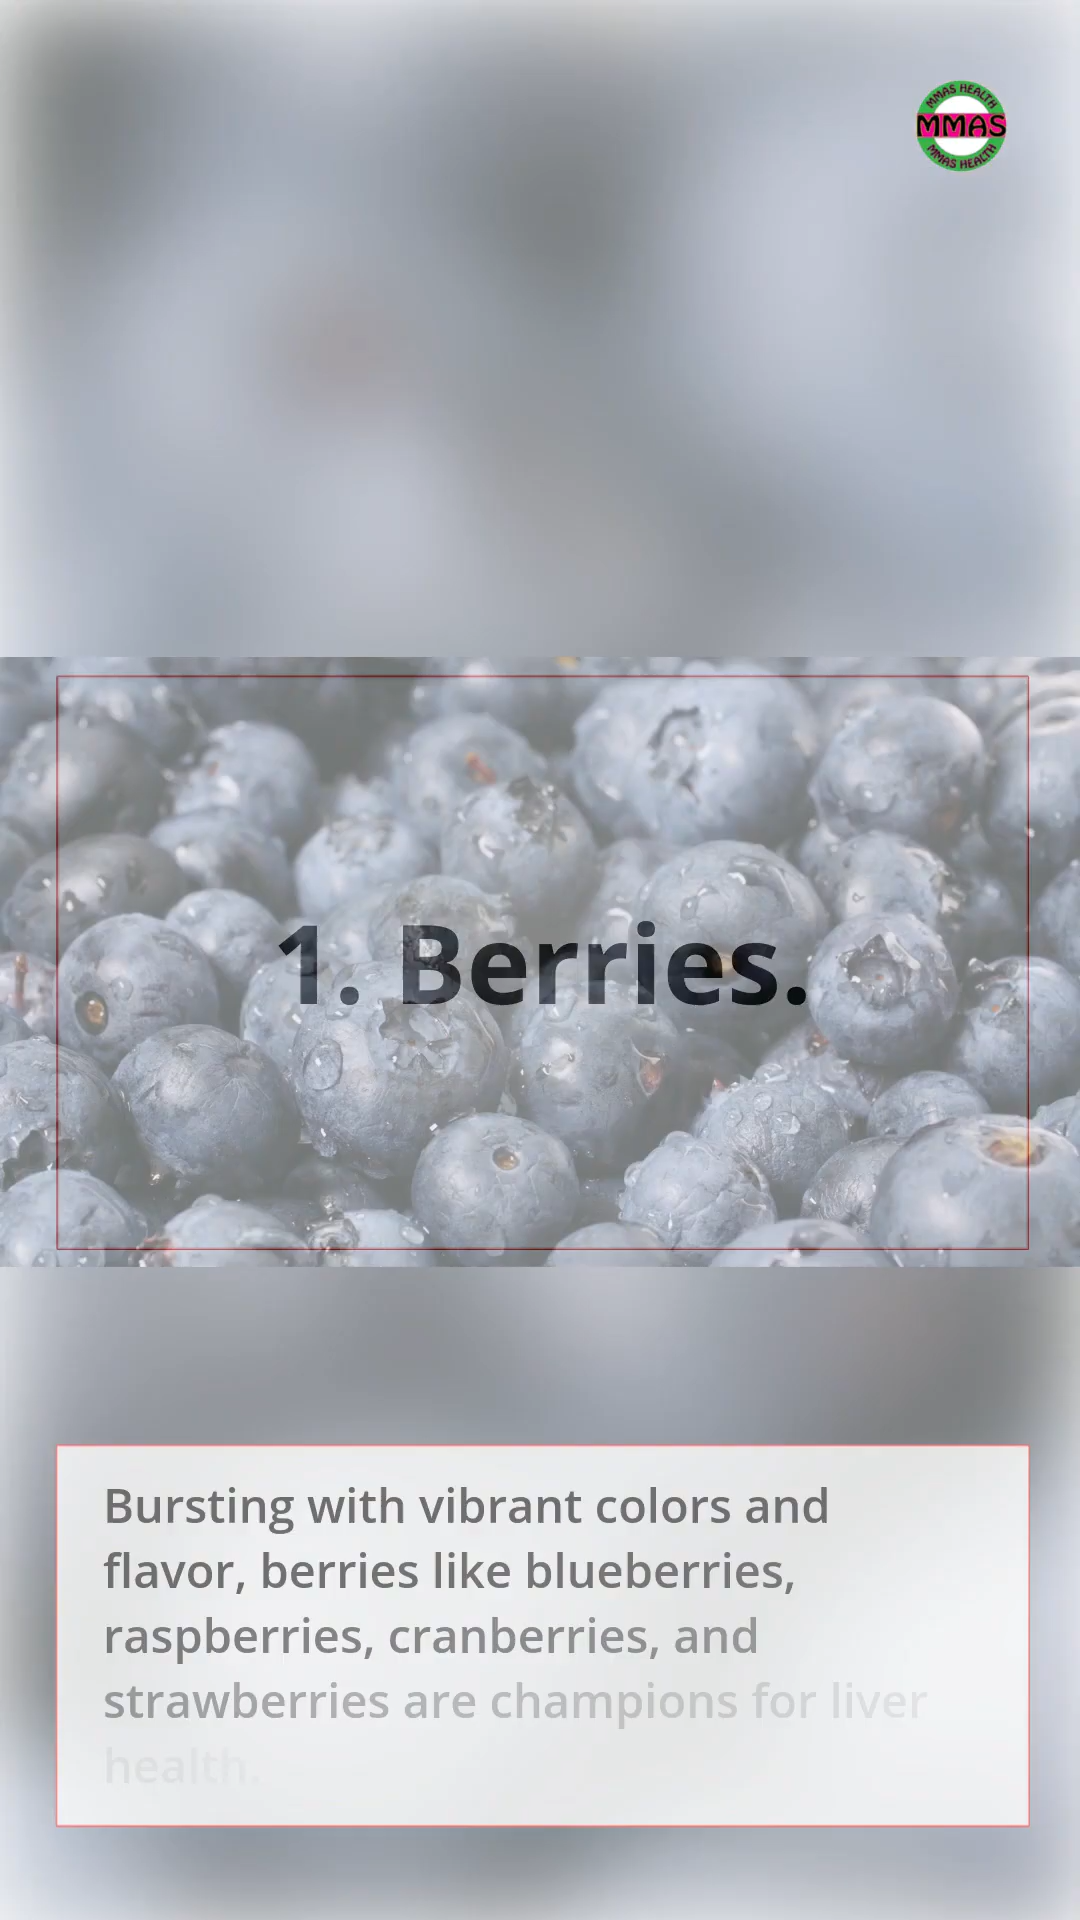 MMAS HEALTH
MMAS
MMAS HEALTH
1. Berries.
Bursting with vibrant colors and
flavor, berries like blueberries,
raspberries, cranberries, and
strawberries are champions for liver
health.